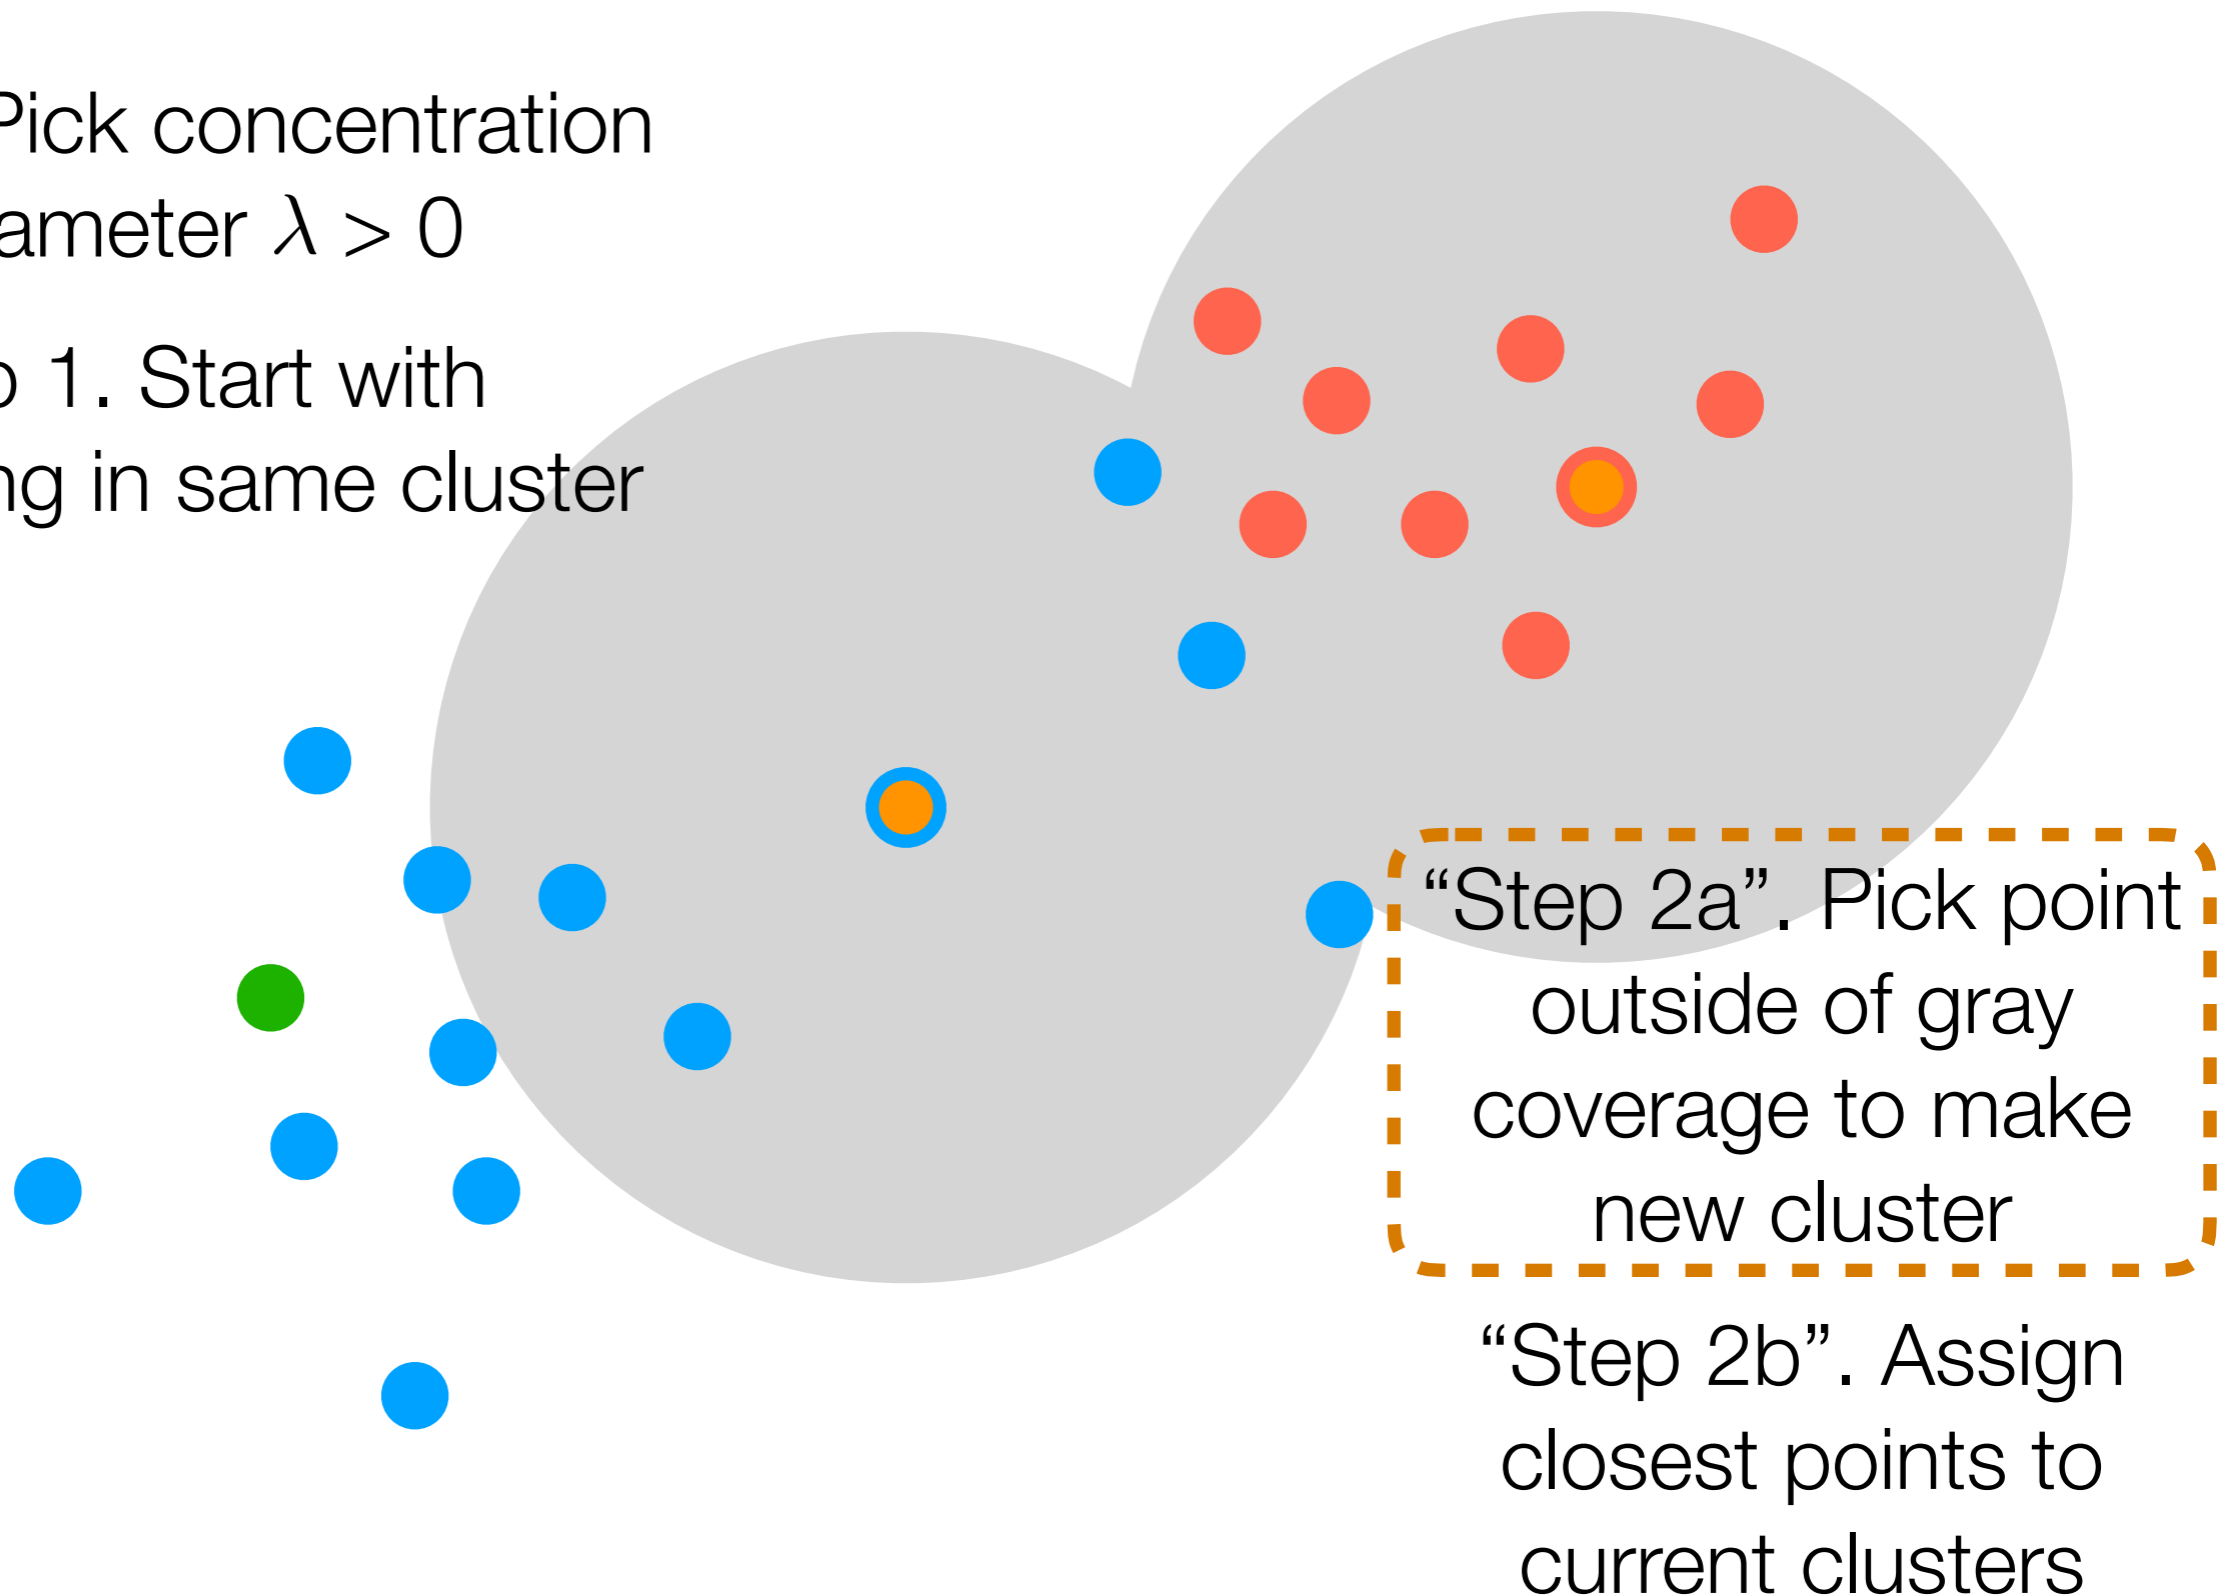 Pick concentration
ameter λ > 0
1. Start with
ng in same cluster
“Step 2a”. Pick point
outside of gray
coverage to make
new cluster
“Step 2b”. Assign
closest points to
current clusters